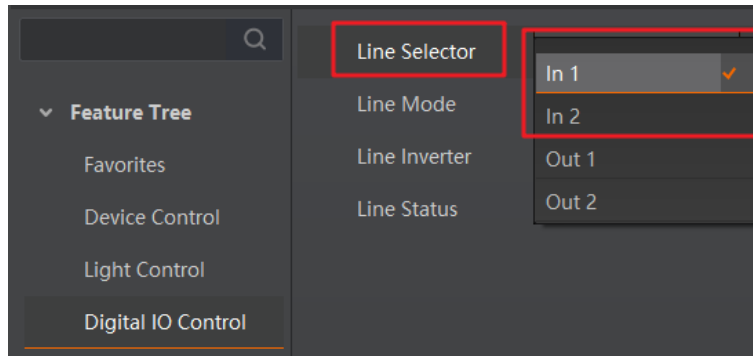 Feature Tree
Favorites
Device Control
Light Control
Digital IO Control
Line Selector
Line Mode
Line Inverter
Line Status
In 1
In 2
Out 1
Out 2